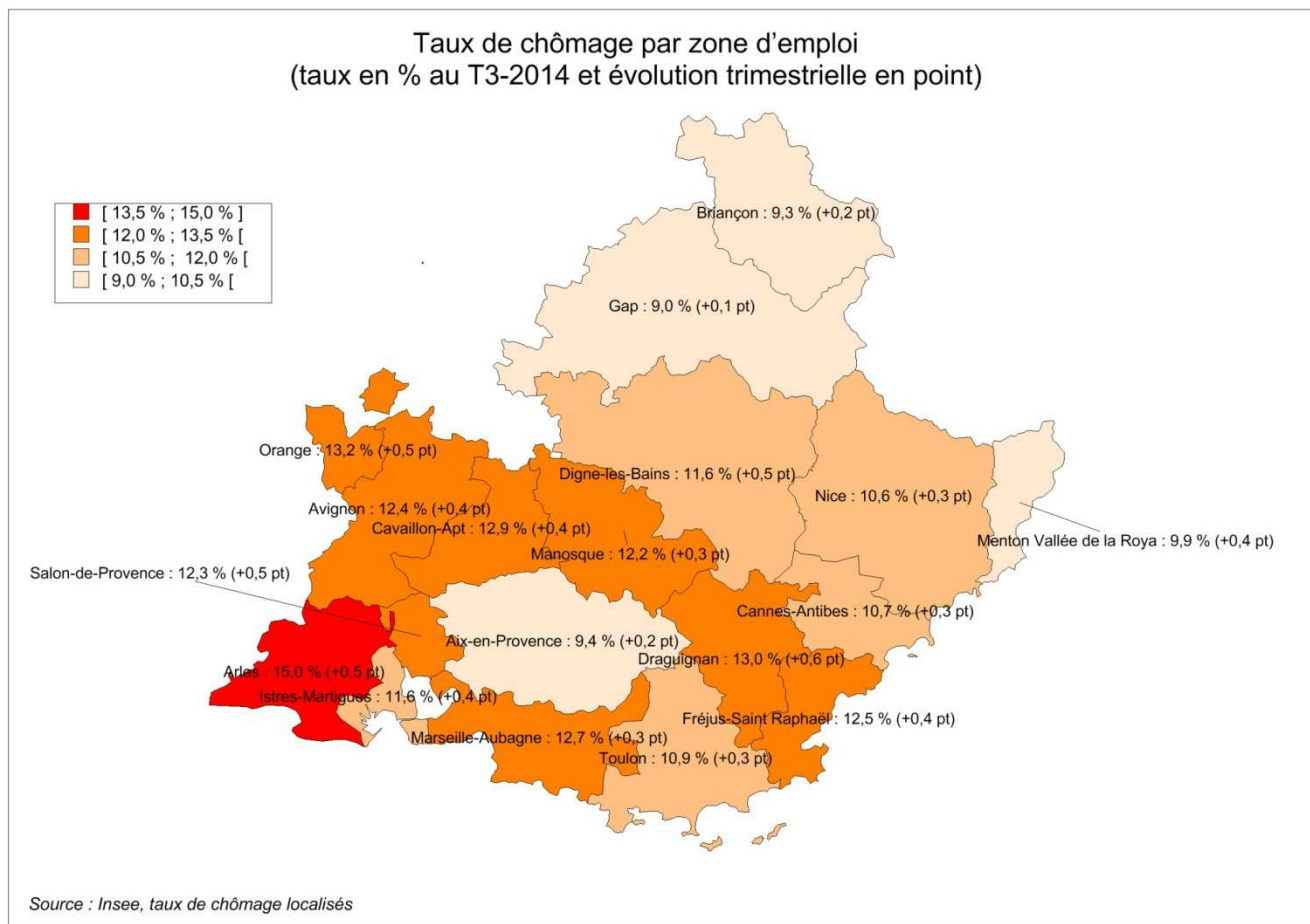 Taux de chômage par zone d'emploi
(taux en % au T3-2014 et évolution trimestrielle en point)
[ 13,5 % ; 15,0 % ]
[ 12,0 % ; 13,5 % [
[ 10,5 % ; 12,0 % [
[ 9,0 % ; 10,5 % [
Briançon : 9,3 % (+0,2 pt)
Gap : 9,0 % (+0,1 pt)
Orange : 13,2 % (+0,5 pt)
Digne-les-Bains : 11,6 % (+0,5 pt)
Nice : 10,6 % (+0,3 pt)
Avignon : 12,4 % (+0,4 pt)
Cavaillon-Apt : 12,9 % (+0,4 pt)
Menton Vallée de la Roya : 9,9 % (+0,4 pt)
Manosque : 12,2 % (+0,3 pt)
Salon-de-Provence : 12,3 % (+0,5 pt)
Cannes-Antibes : 10,7 % (+0,3 pt)
Aix-en-Provence : 9,4 % (+0,2 pt)
Draguignan : 13,0 % (+0,6 pt)
Arles : 15,0 % (+0,5 pt)
Istres-Martigues : 11,6 % (+0,4 pt)
Fréjus-Saint Raphaël : 12,5 % (+0,4 pt)
Marseille-Aubagne : 12,7 % (+0,3 pt)
Toulon : 10,9 % (+0,3 pt)
Source : Insee, taux de chômage localisés